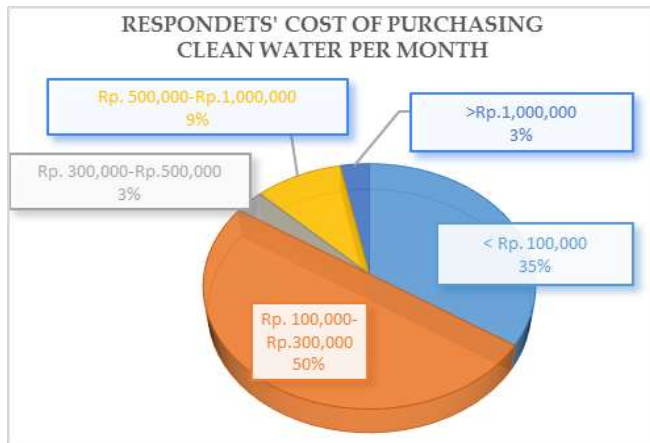 RESPONDETS' COST OF PURCHASING
CLEAN WATER PER MONTH
Rp. 500,000-Rp.1,000,000
9%
>Rp.1,000,000
3%
Rp. 300,000-Rp.500,000
3%
< Rp. 100,000
35%
Rp. 100,000-
Rp.300,000
50%